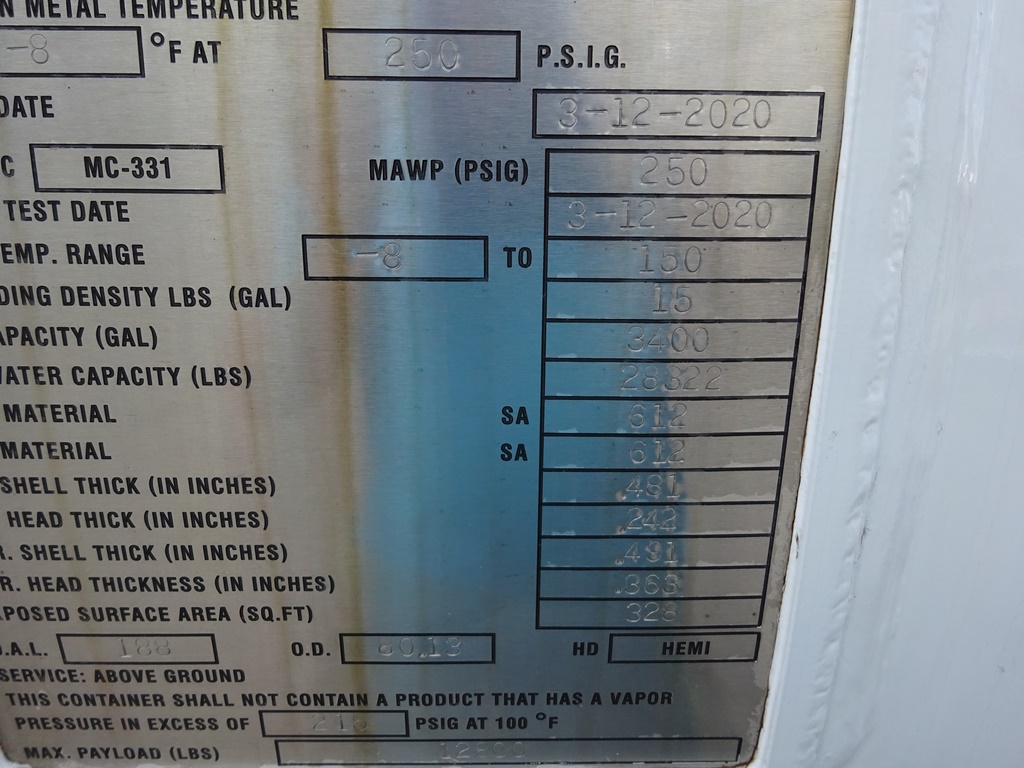 N METAL TEMPERATURE
-8 °F AT 250 P.S.I.G.
DATE 3-12-2020
C MC-331 MAWP (PSIG) 250
TEST DATE 3-12-2020
EMP. RANGE -8 TO 150
DING DENSITY LBS (GAL) 15
APACITY (GAL) 3400
WATER CAPACITY (LBS) 28322
MATERIAL SA 612
MATERIAL SA 612
SHELL THICK (IN INCHES) .481
HEAD THICK (IN INCHES) .242
R. SHELL THICK (IN INCHES) .491
R. HEAD THICKNESS (IN INCHES) .363
XPOSED SURFACE AREA (SQ.FT) 328
.A.L. 188 O.D. 80.13 HD HEMI
SERVICE: ABOVE GROUND
THIS CONTAINER SHALL NOT CONTAIN A PRODUCT THAT HAS A VAPOR
PRESSURE IN EXCESS OF PSIG AT 100 °F
MAX. PAYLOAD (LBS)